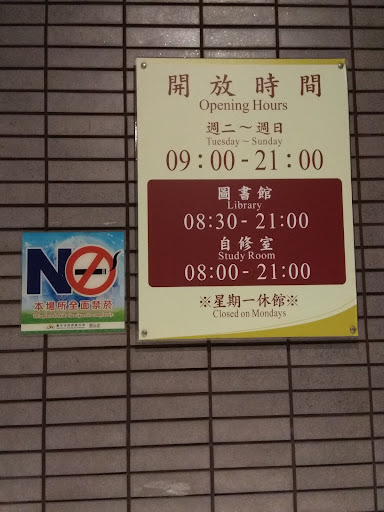 開放時間
Opening Hours
週二～週日
Tuesday～Sunday
09：00-21：00
圖書館
Library
08:30-21:00
自修室
Study Room
08:00-21:00
※星期一休館※
Closed on Mondays
NO
本場所全面禁菸